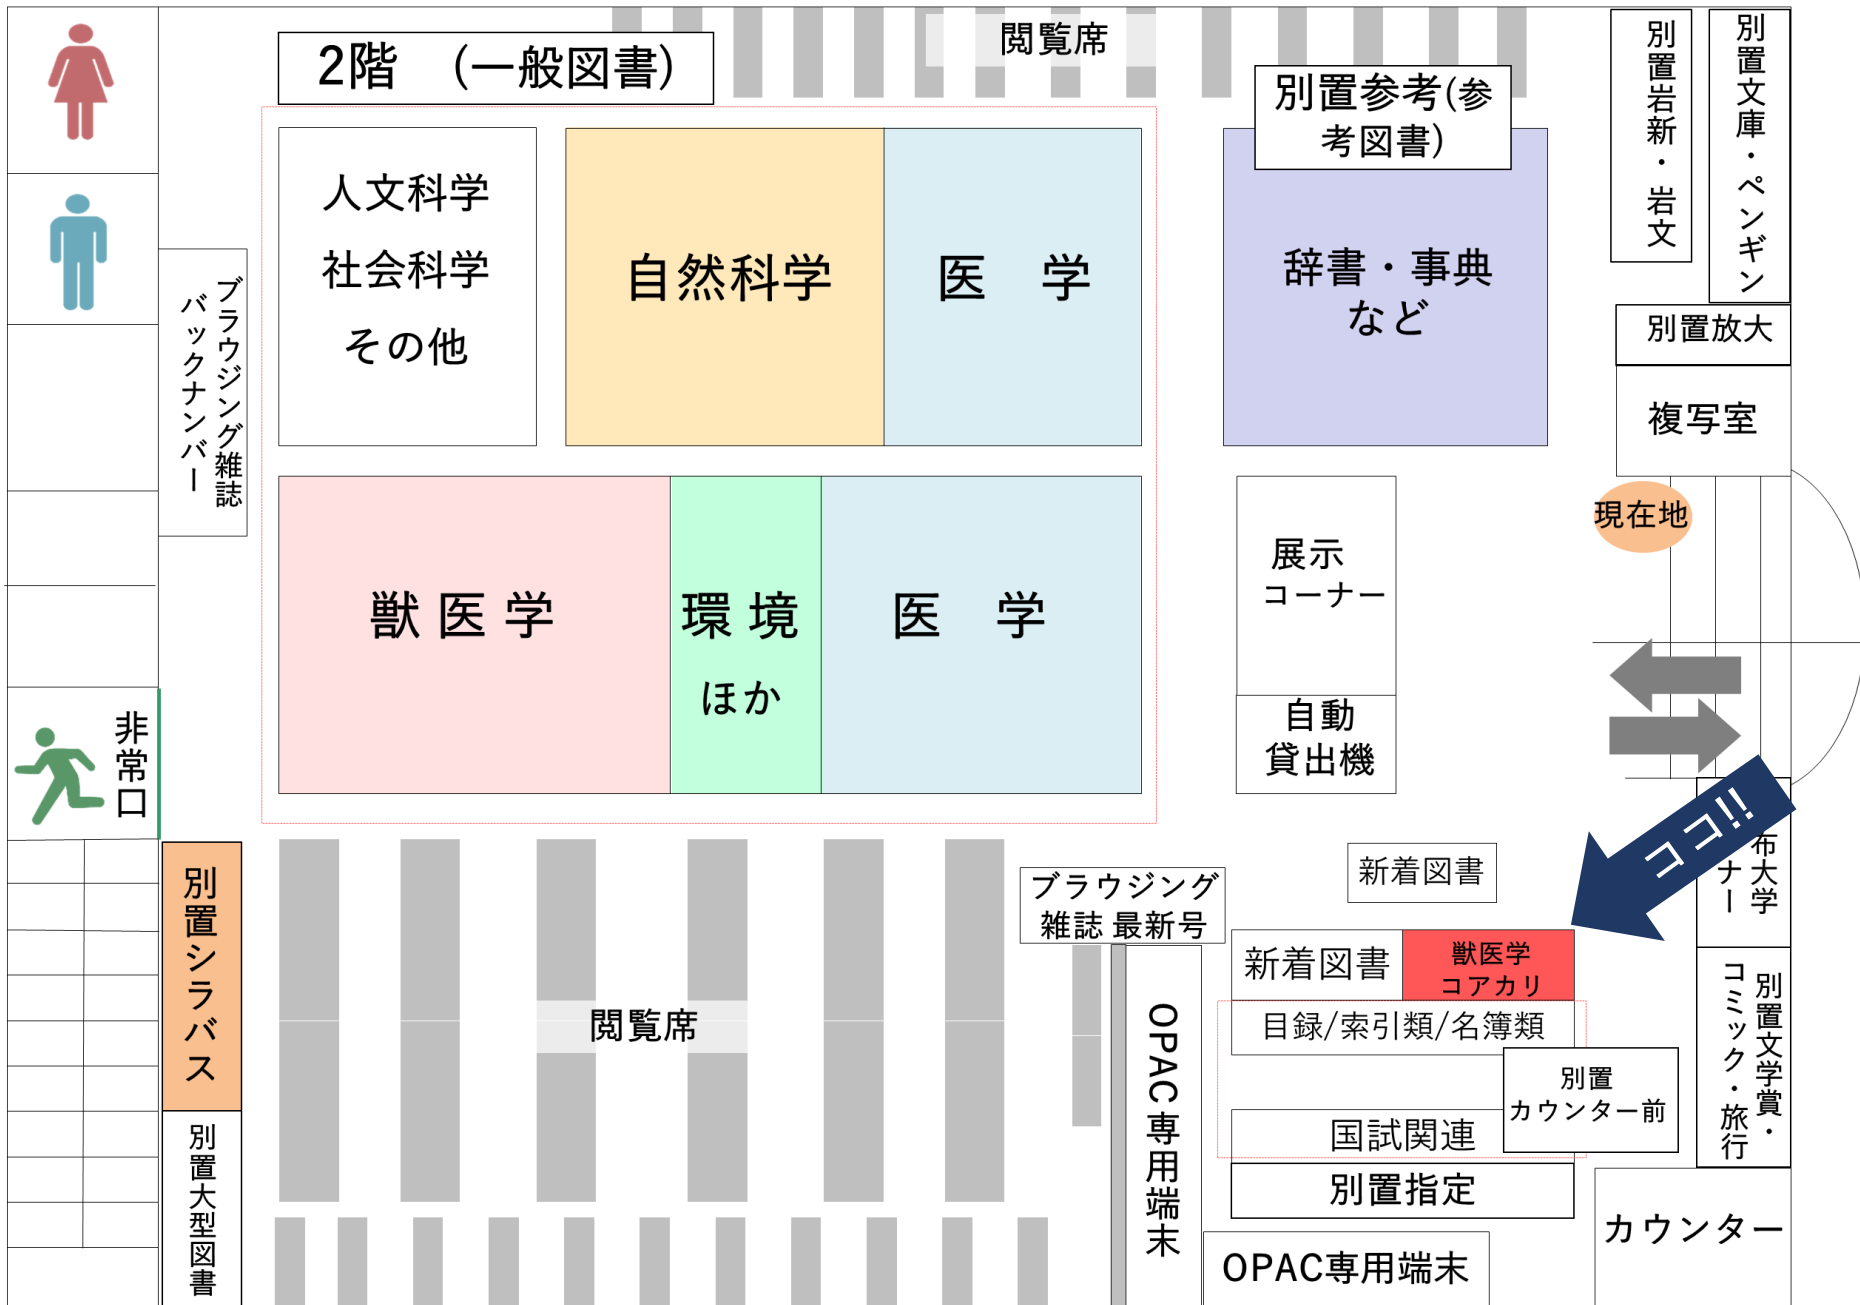 2階 (一般図書)
閲覧席
別置参考(参
考図書)
別置岩新・岩文
別置文庫・ペンギン
人文科学
社会科学
その他
自然科学
医 学
辞書・事典
など
別置放大
複写室
ブラウジング雑誌
バックナンバー
現在地
獣医学
環境
ほか
医 学
展示
コーナー
自動
貸出機
非常口
ココ!!
布大学
ナー
新着図書
ブラウジング
雑誌 最新号
新着図書
獣医学
コアカリ
別置シラバス
閲覧席
OPAC専用端末
目録/索引類/名簿類
別置
カウンター前
別置文学賞・
コミック・旅行
国試関連
別置指定
別置大型図書
カウンター
OPAC専用端末